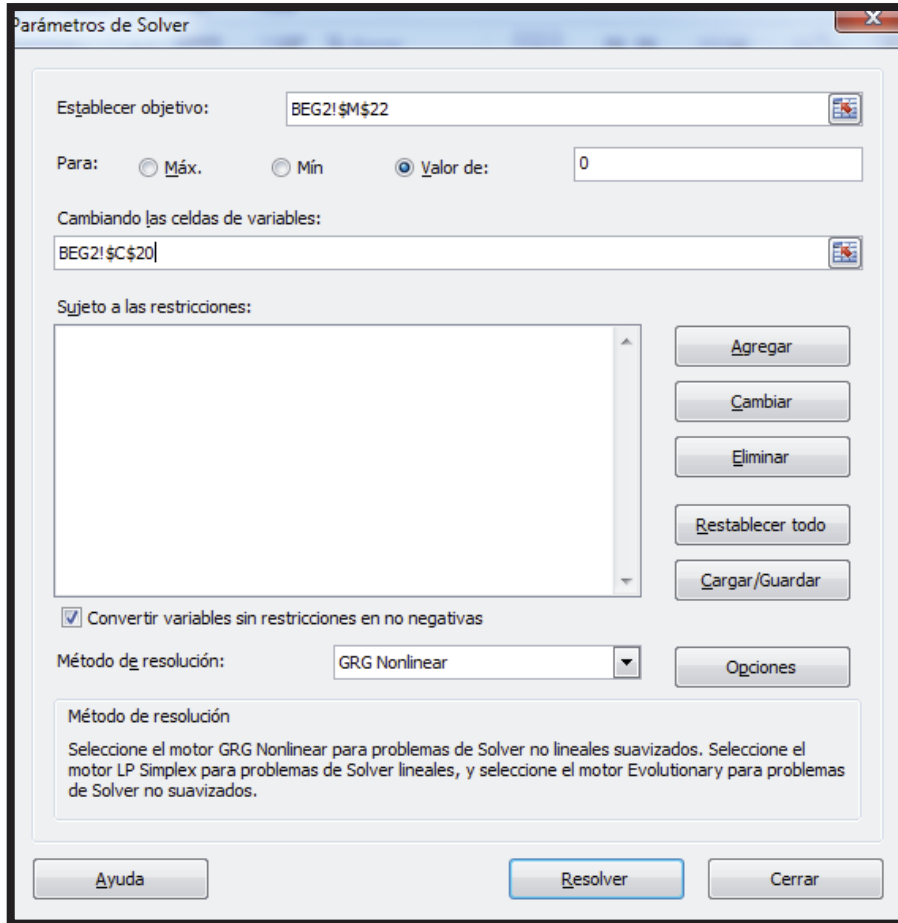 Parámetros de Solver
X
Establecer objetivo:
BEG2!$M$22
Para:
Máx.
Mín
Valor de:
0
Cambiando las celdas de variables:
BEG2!$C$20
Sujeto a las restricciones:
Agregar
Cambiar
Eliminar
Restablecer todo
Cargar/Guardar
Convertir variables sin restricciones en no negativas
Método de resolución:
GRG Nonlinear
Opciones
Método de resolución
Seleccione el motor GRG Nonlinear para problemas de Solver no lineales suavizados. Seleccione el
motor LP Simplex para problemas de Solver lineales, y seleccione el motor Evolutionary para problemas
de Solver no suavizados.
Ayuda
Resolver
Cerrar